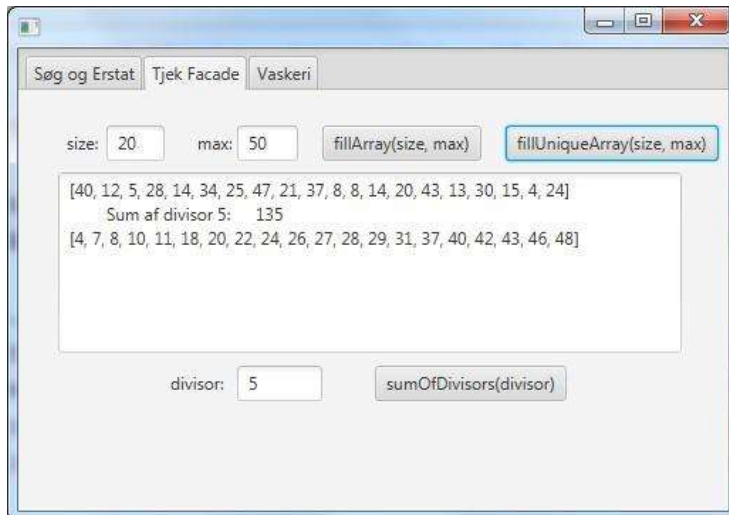 Søg og Erstat Tjek Facade Vaskeri
size: 20 max: 50 fillArray(size, max) fillUniqueArray(size, max)
[40, 12, 5, 28, 14, 34, 25, 47, 21, 37, 8, 8, 14, 20, 43, 13, 30, 15, 4, 24]
Sum af divisor 5: 135
[4, 7, 8, 10, 11, 18, 20, 22, 24, 26, 27, 28, 29, 31, 37, 40, 42, 43, 46, 48]
divisor: 5 sumOfDivisors(divisor)